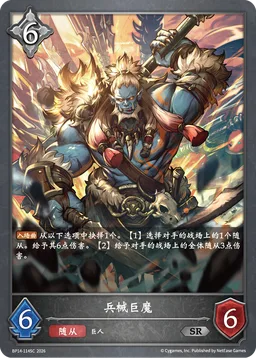 6
入场曲 从以下选项中抉择1个。【1】选择对手的战场上的1个随
从。给予其6点伤害。【2】给予对手的战场上的全体随从3点伤
害。
兵械巨魔
6
随从
巨人
SR
6
BP14-114SC 2026
© Cygames, Inc. Published by NetEase Games